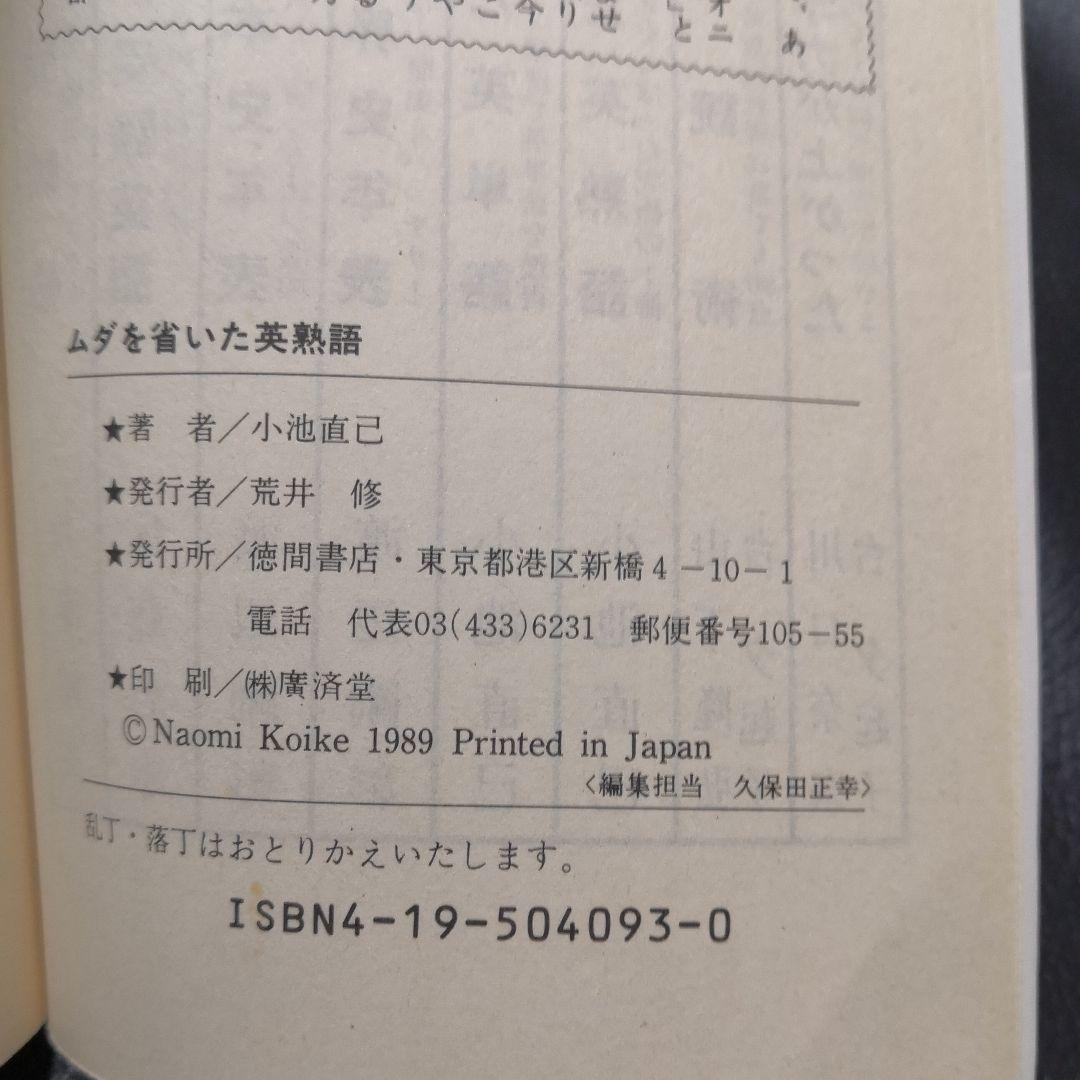 ムダを省いた英熟語
★著　者／小池直己
★発行者／荒井　修
★発行所／徳間書店・東京都港区新橋4－10－1
電話　代表03(433)6231　郵便番号105－55
★印　刷／㈱廣済堂
©Naomi Koike 1989 Printed in Japan
〈編集担当　久保田正幸〉
乱丁・落丁はおとりかえいたします。
ISBN4-19-504093-0